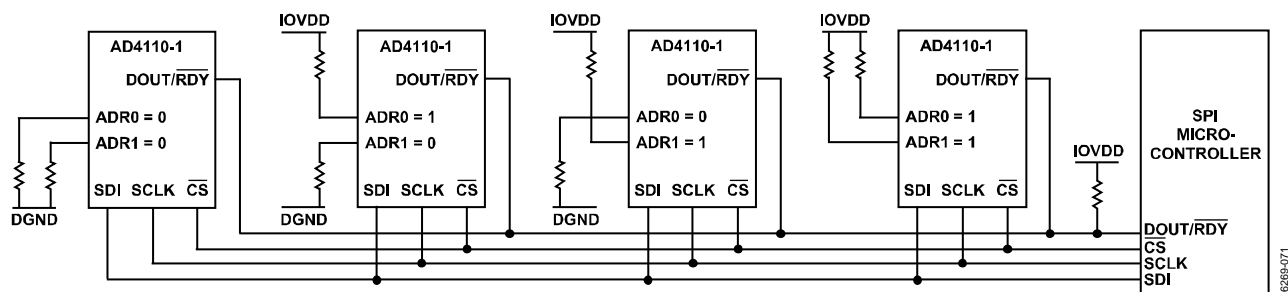 AD4110-1
DOUT/RDY
ADR0 = 0
ADR1 = 0
SDI SCLK CS
DGND
IOVDD
AD4110-1
DOUT/RDY
ADR0 = 1
ADR1 = 0
SDI SCLK CS
DGND
IOVDD
AD4110-1
DOUT/RDY
ADR0 = 0
ADR1 = 1
SDI SCLK CS
DGND
IOVDD
AD4110-1
DOUT/RDY
ADR0 = 1
ADR1 = 1
SDI SCLK CS
IOVDD
SPI
MICRO-
CONTROLLER
DOUT/RDY
CS
SCLK
SDI
6269-071